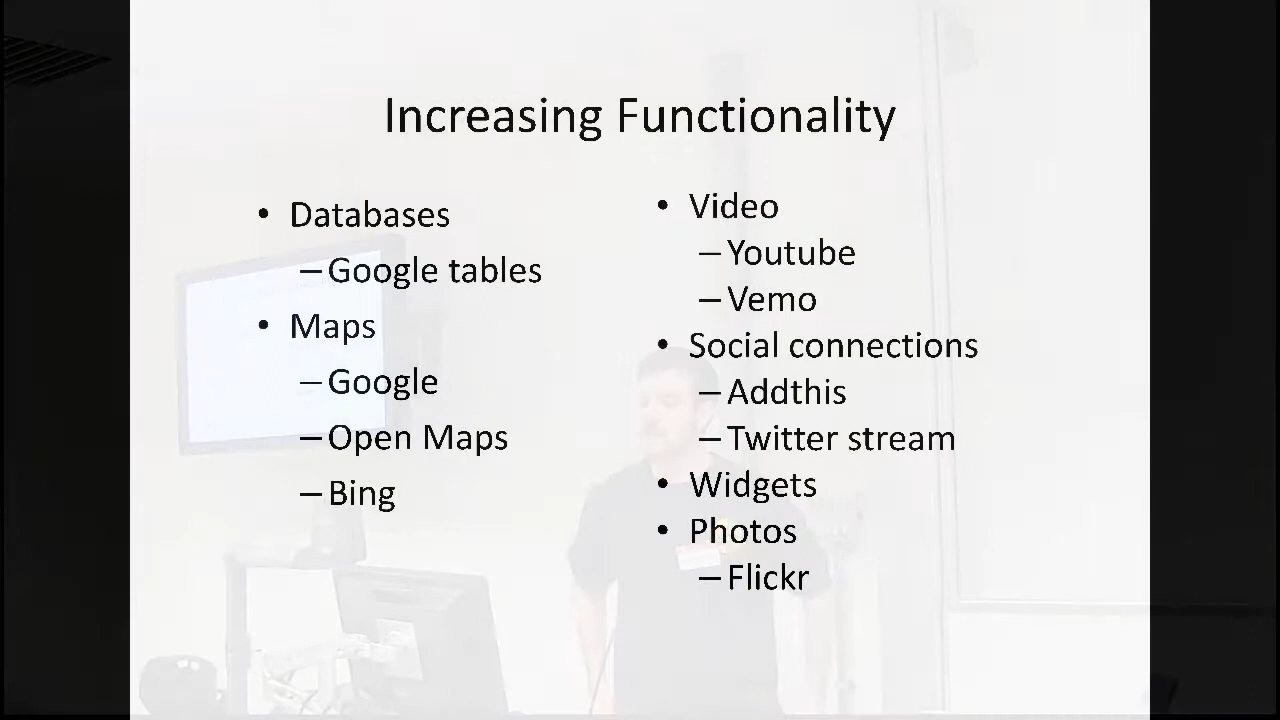 Increasing Functionality
• Databases
– Google tables
• Maps
– Google
– Open Maps
– Bing
• Video
– Youtube
– Vemo
• Social connections
– Addthis
– Twitter stream
• Widgets
• Photos
– Flickr